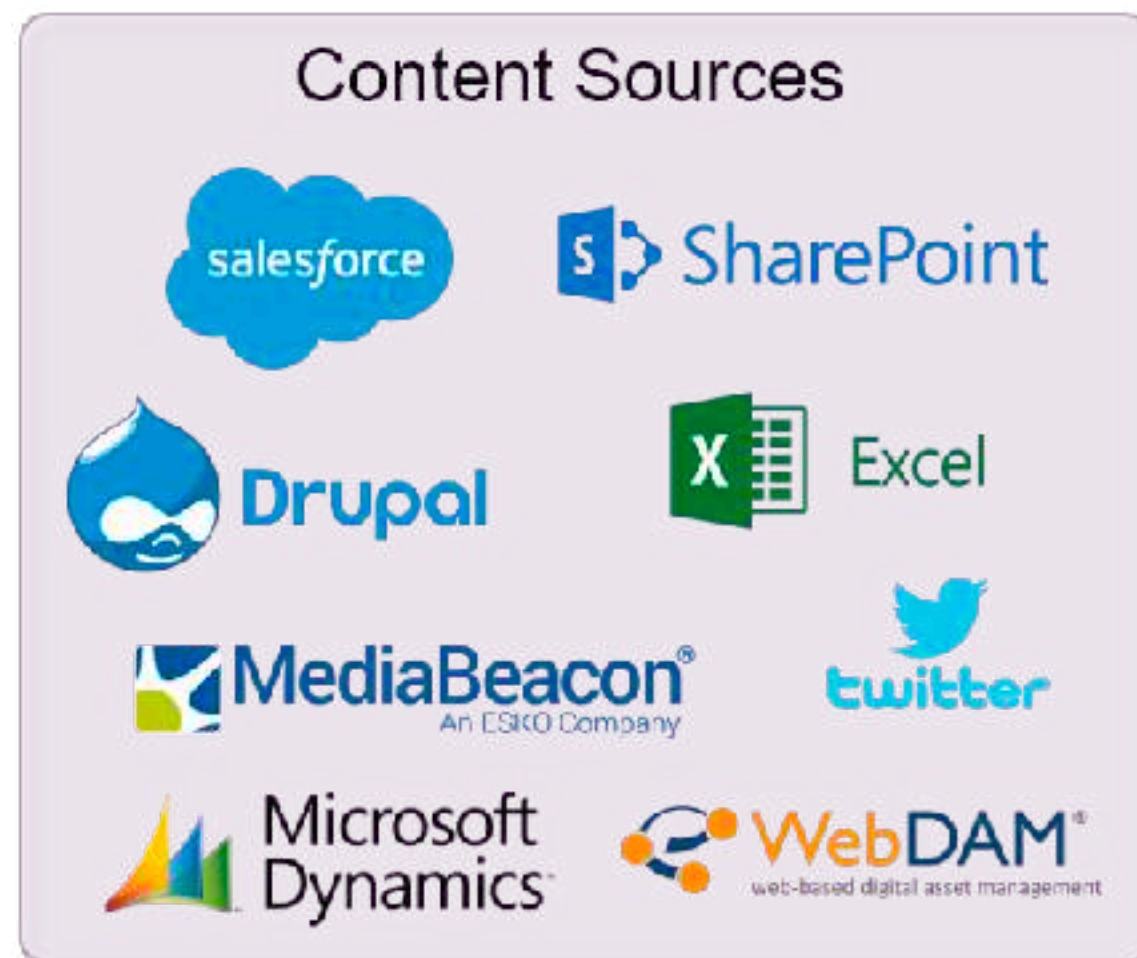 Content Sources
salesforce
S SharePoint
Drupal
X Excel
twitter
MediaBeacon®
An ESKO Company
Microsoft
Dynamics
WebDAM®
web-based digital asset management